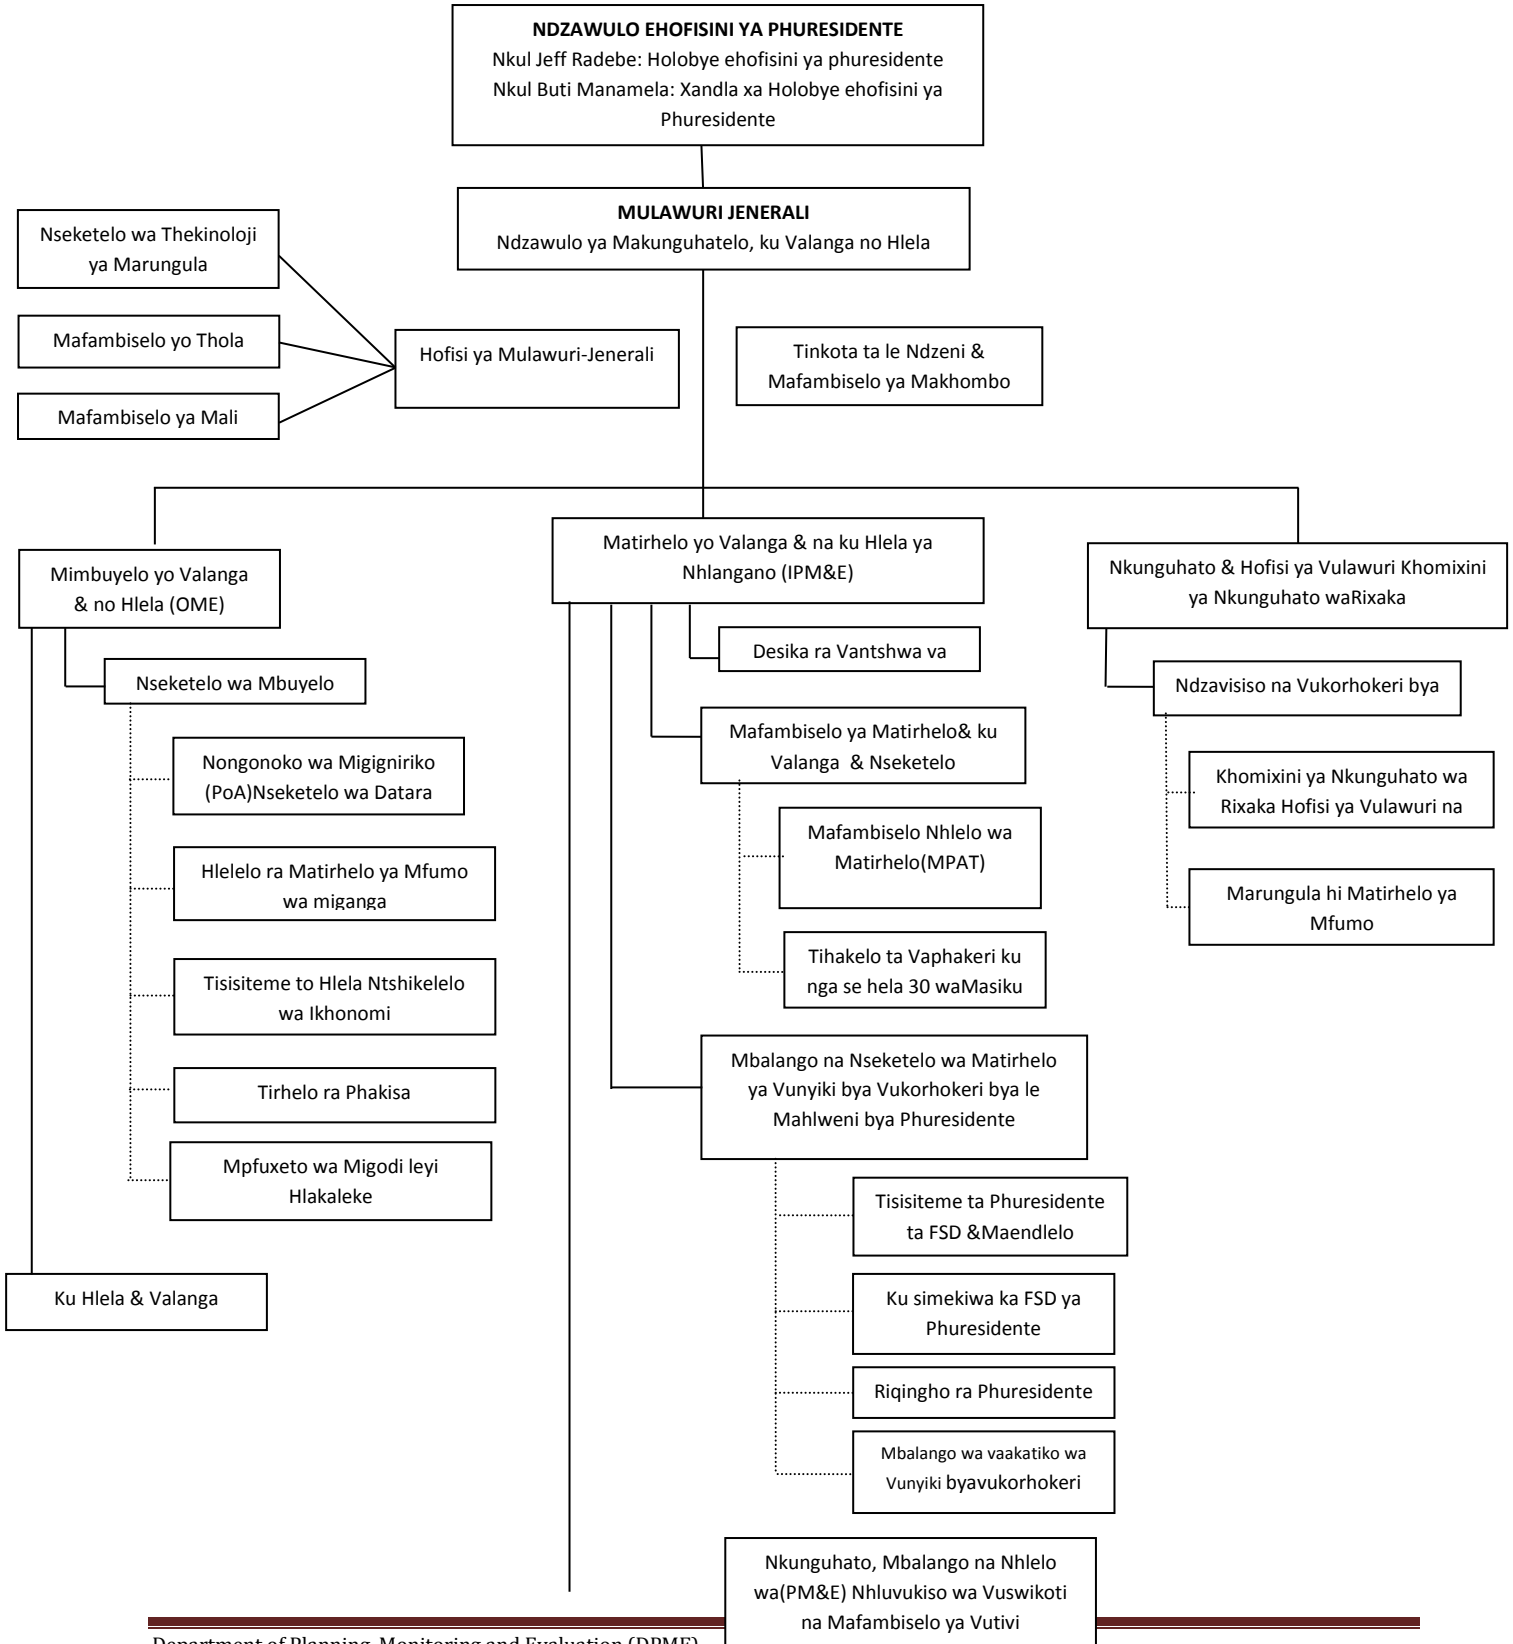 NDZAWULO EHOFISINI YA PHURESIDENTE
Nkul Jeff Radebe: Holobye ehofisini ya phuresidente
Nkul Buti Manamela: Xandla xa Holobye ehofisini ya
Phuresidente
MULAWURI JENERALI
Ndzawulo ya Makunguhatelo, ku Valanga no Hlela
Nseketelo wa Thekinoloji
ya Marungula
Mafambiselo yo Thola
Mafambiselo ya Mali
Hofisi ya Mulawuri-Jenerali
Tinkota ta le Ndzeni &
Mafambiselo ya Makhombo
Mimbuyelo yo Valanga
& no Hlela (OME)
Nseketelo wa Mbuyelo
Nongonoko wa Migigniriko
(PoA)Nseketelo wa Datara
Hlelelo ra Matirhelo ya Mfumo
wa miganga
Tisisiteme to Hlela Ntshikelelo
wa Ikhonomi
Tirhelo ra Phakisa
Mpfuxeto wa Migodi leyi
Hlakaleke
Ku Hlela & Valanga
Matirhelo yo Valanga & na ku Hlela ya
Nhlangano (IPM&E)
Desika ra Vantshwa va
Mafambiselo ya Matirhelo& ku
Valanga & Nseketelo
Mafambiselo Nhlelo wa
Matirhelo(MPAT)
Tihakelo ta Vaphakeri ku
nga se hela 30 waMasiku
Mbalango na Nseketelo wa Matirhelo
ya Vunyiki bya Vukorhokeri bya le
Mahlweni bya Phuresidente
Tisisiteme ta Phuresidente
ta FSD &Maendlelo
Ku simekiwa ka FSD ya
Phuresidente
Riqingho ra Phuresidente
Mbalango wa vaakatiko wa
Vunyiki byavukorhokeri
Nkunguhato, Mbalango na Nhlelo
wa(PM&E) Nhluvukiso wa Vuswikoti
na Mafambiselo ya Vutivi
Nkunguhato & Hofisi ya Vulawuri Khomixini
ya Nkunguhato waRixaka
Ndzavisiso na Vukorhokeri bya
Khomixini ya Nkunguhato wa
Rixaka Hofisi ya Vulawuri na
Marungula hi Matirhelo ya
Mfumo
Department of Planning, Monitoring and Evaluation (DPME)